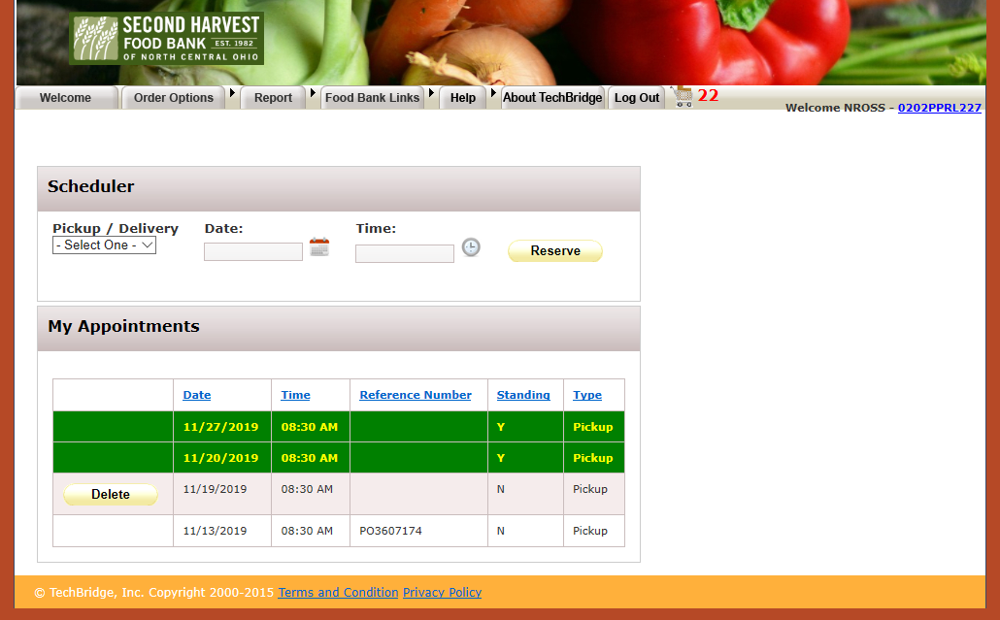 SECOND HARVEST
FOOD BANK EST. 1982
OF NORTH CENTRAL OHIO
Welcome Order Options Report Food Bank Links Help About TechBridge Log Out 22
Welcome NROSS - 0202PPRL227
Scheduler
Pickup / Delivery Date: Time:
- Select One -
Reserve
My Appointments
Date Time Reference Number Standing Type
11/27/2019 08:30 AM Y Pickup
11/20/2019 08:30 AM Y Pickup
Delete 11/19/2019 08:30 AM N Pickup
11/13/2019 08:30 AM PO3607174 N Pickup
© TechBridge, Inc. Copyright 2000-2015 Terms and Condition Privacy Policy